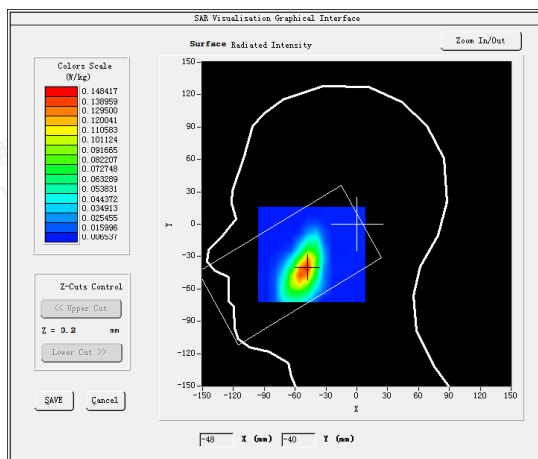 SAR Visualisation Graphical Interface
Surface Radiated Intensity
Zoom In/Out
Colors Scale
(W/kg)
0.148417
0.138959
0.129500
0.120041
0.110583
0.101124
0.091665
0.082207
0.072748
0.063289
0.053831
0.044372
0.034913
0.025455
0.015996
0.006537
Z-Cuts Control
<< Upper Cut
Z = 0.2 mm
Lower Cut >>
SAVE Cancel
150
120
90
60
30
0
-30
-60
-90
-120
-150
Y
-150 -120 -90 -60 -30 0 30 60 90 120 150
X
-48 X (mm) -40 Y (mm)